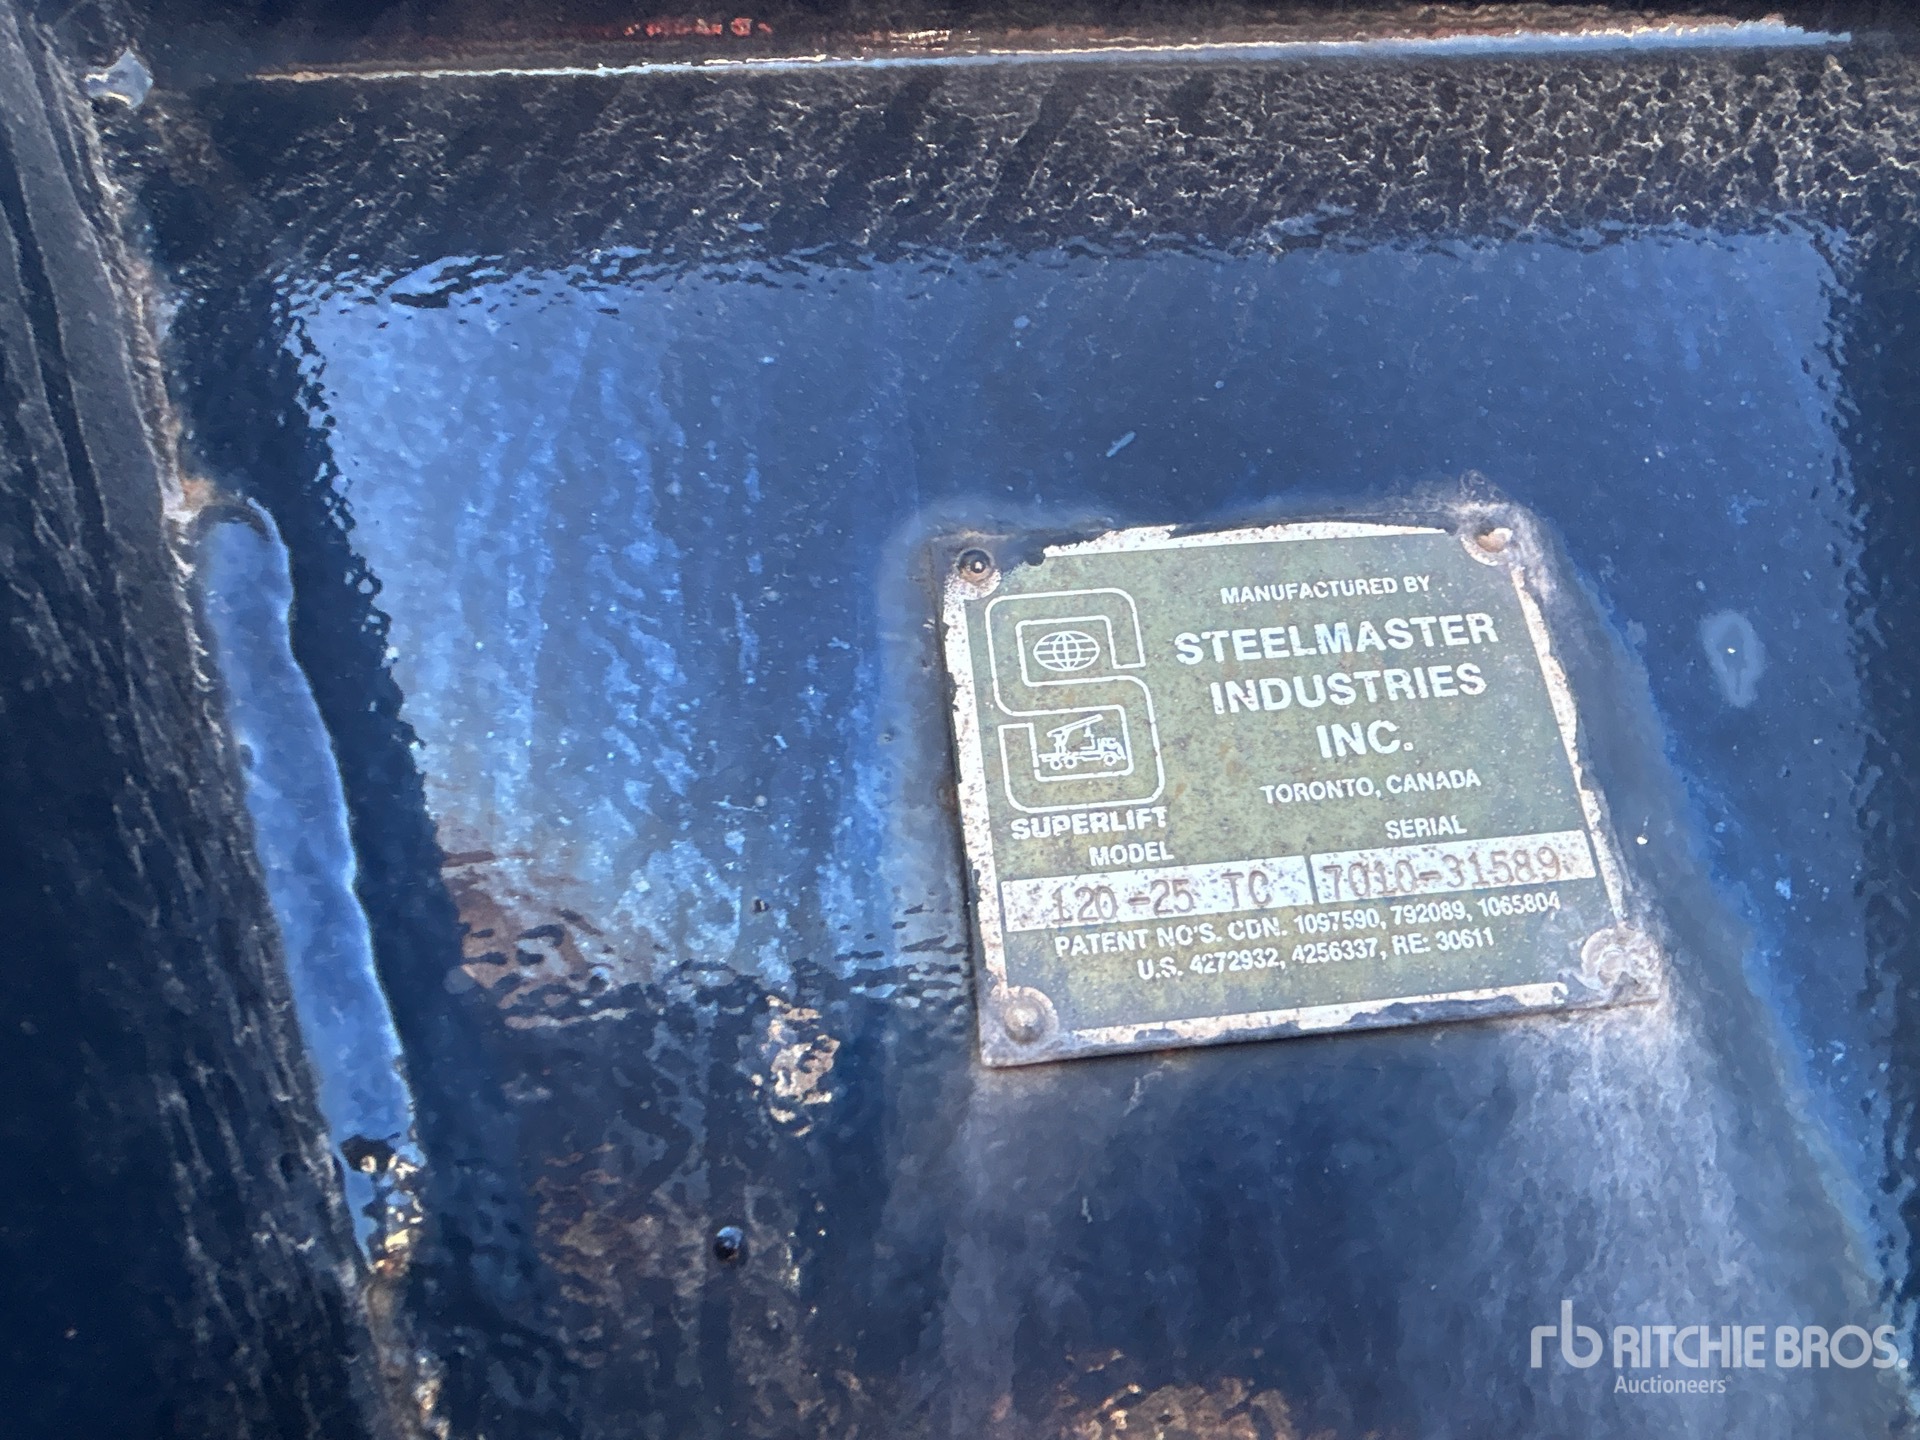 MANUFACTURED BY
STEELMASTER
INDUSTRIES
INC.
TORONTO, CANADA
SUPERLIFT
MODEL
SERIAL
120-25 TC
7010-31589
PATENT NO'S. CDN. 1097590, 792089, 1065804
U.S. 4272932, 4256337, RE: 30611
rb RITCHIE BROS.
Auctioneers